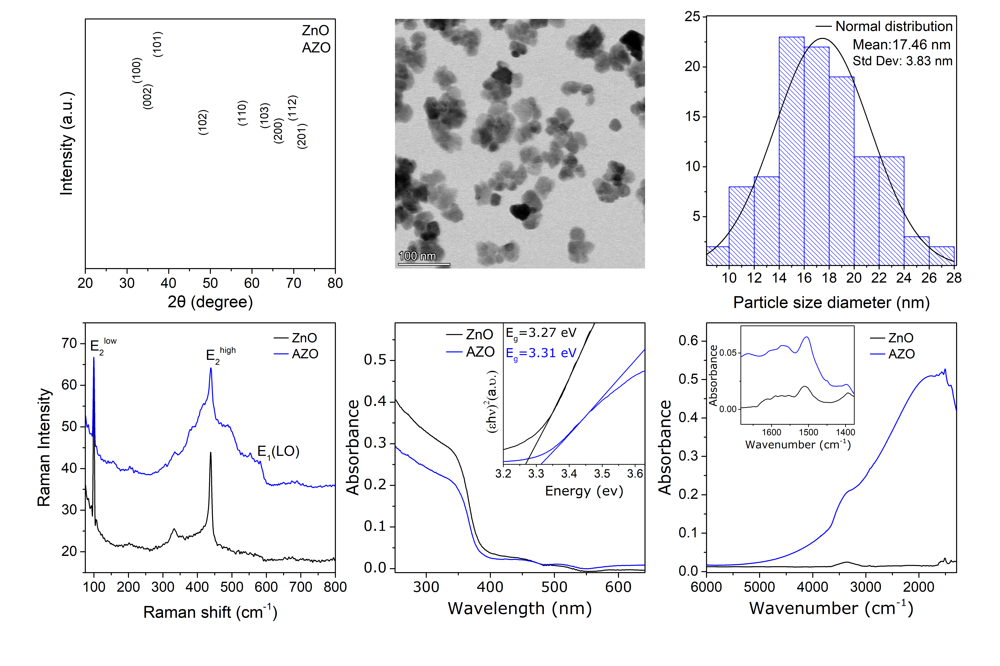 ZnO
AZO
(100)
(002)
(101)
(102)
(110)
(103)
(200)
(112)
(201)
Intensity (a.u.)
20 30 40 50 60 70 80
2θ (degree)
100 nm
25
20
15
10
5
Normal distribution
Mean:17.46 nm
Std Dev: 3.83 nm
10 12 14 16 18 20 22 24 26 28
Particle size diameter (nm)
70
60
50
40
30
20
Raman Intensity
E2 low
E2 high
E1(LO)
ZnO
AZO
100 200 300 400 500 600 700 800
Raman shift (cm-1)
0.5
0.4
0.3
0.2
0.1
0.0
Absorbance
ZnO
AZO
Eg=3.27 eV
Eg=3.31 eV
(εhν)2(a.υ.)
3.2 3.3 3.4 3.5 3.6
Energy (ev)
300 400 500 600
Wavelength (nm)
0.6
0.5
0.4
0.3
0.2
0.1
0.0
Absorbance
ZnO
AZO
0.05
0.00
Absorbance
1600 1500 1400
Wavenumber (cm-1)
6000 5000 4000 3000 2000
Wavenumber (cm-1)